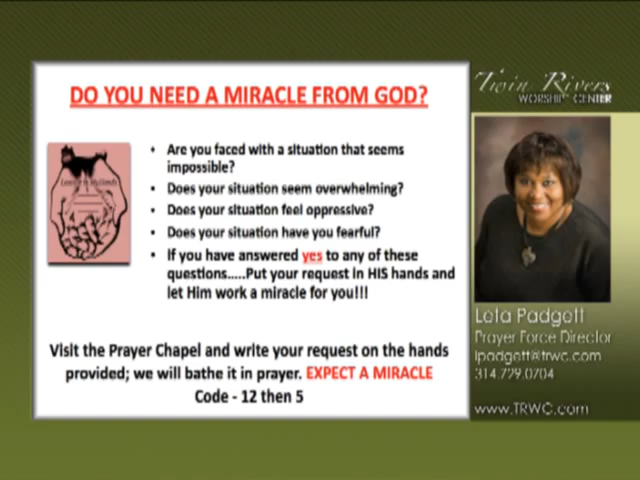 DO YOU NEED A MIRACLE FROM GOD?
• Are you faced with a situation that seems
impossible?
• Does your situation seem overwhelming?
• Does your situation feel oppressive?
• Does your situation have you fearful?
• If you have answered yes to any of these
questions.....Put your request in HIS hands and
let Him work a miracle for you!!!
Visit the Prayer Chapel and write your request on the hands
provided; we will bathe it in prayer. EXPECT A MIRACLE
Code - 12 then 5
Twin Rivers
WORSHIP CENTER
Leta Padgett
Prayer Force Director
lpadgett@trwc.com
314.729.0704
www.TRWC.com